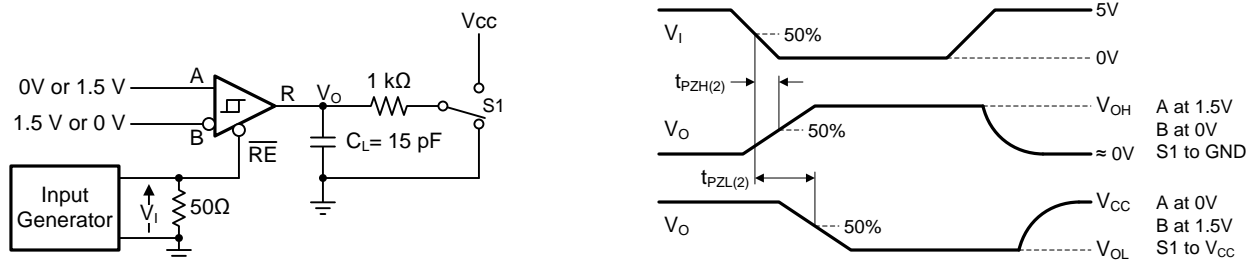 Vcc
0V or 1.5 V
A
1 kΩ
R
VO
S1
1.5 V or 0 V
B
CL= 15 pF
RE
Input
Generator
VI
50Ω
5V
VI
50%
0V
tPZH(2)
VOH
A at 1.5V
VO
50%
B at 0V
≈ 0V
S1 to GND
tPZL(2)
VCC
A at 0V
VO
50%
B at 1.5V
VOL
S1 to VCC